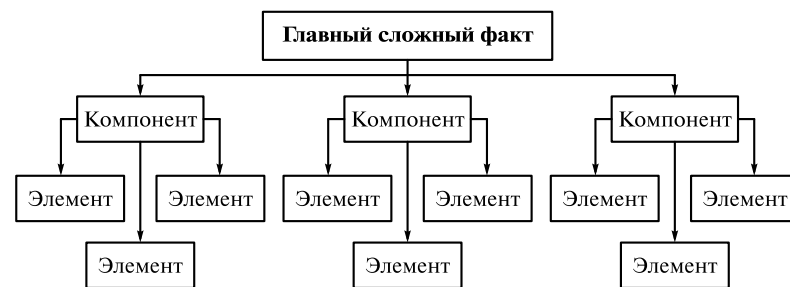 Главный сложный факт
Компонент
Компонент
Компонент
Элемент
Элемент
Элемент
Элемент
Элемент
Элемент
Элемент
Элемент
Элемент